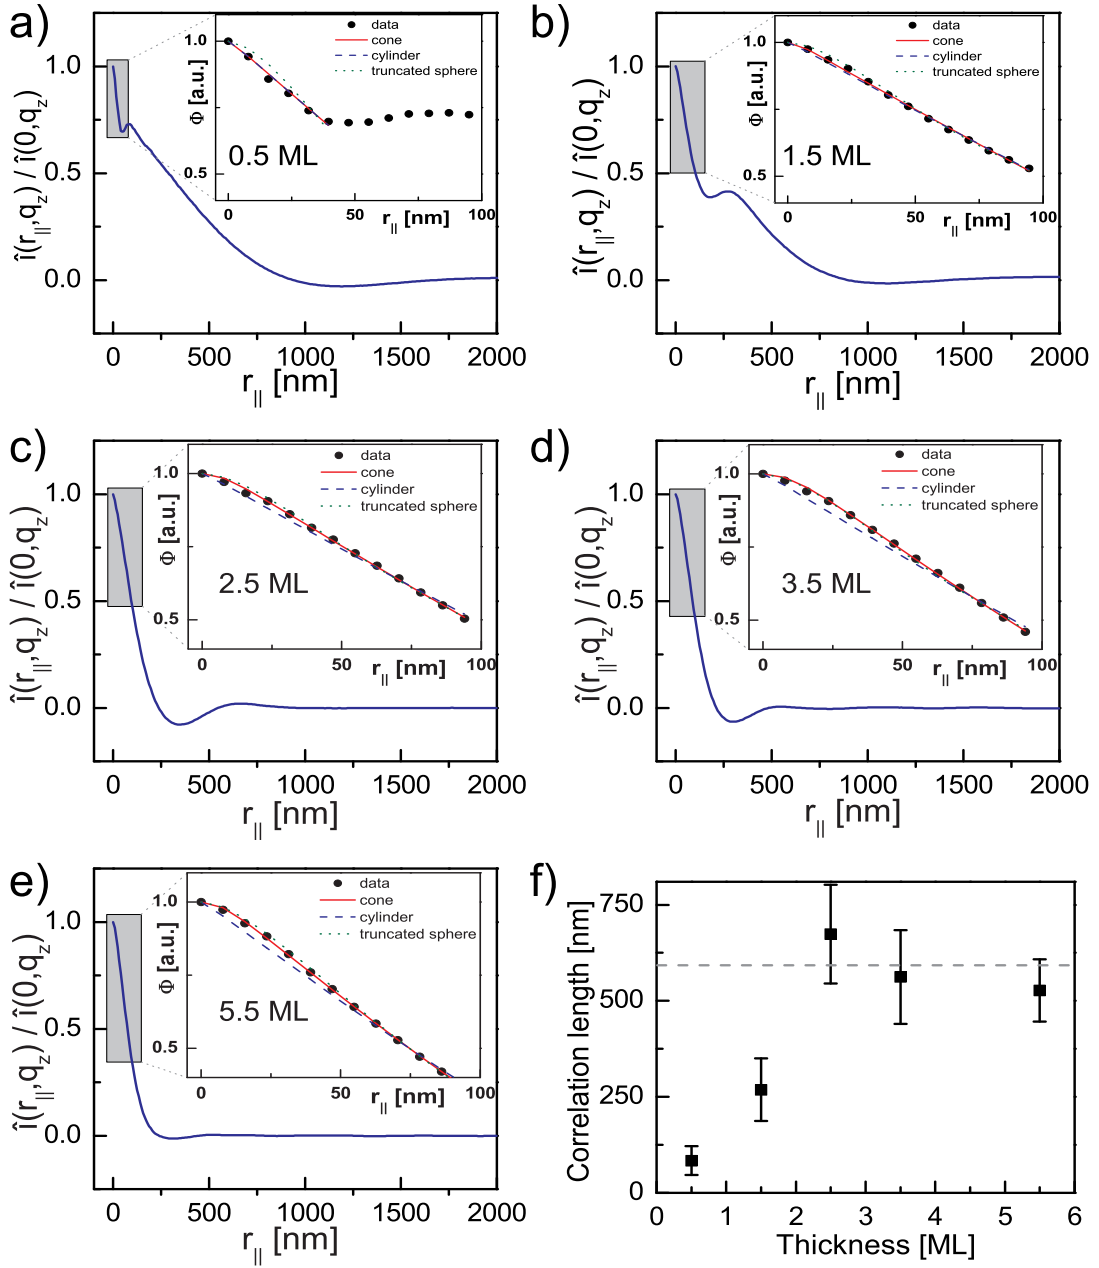 a)
î(r||,qz) / î(0,qz)
1.0
0.5
0.0
0 500 1000 1500 2000
r|| [nm]
Φ [a.u.]
1.0
0.5
data
cone
cylinder
truncated sphere
0.5 ML
0 50 100
r|| [nm]
b)
î(r||,qz) / î(0,qz)
1.0
0.5
0.0
0 500 1000 1500 2000
r|| [nm]
Φ [a.u.]
1.0
0.5
data
cone
cylinder
truncated sphere
1.5 ML
0 50 100
r|| [nm]
c)
î(r||,qz) / î(0,qz)
1.0
0.5
0.0
0 500 1000 1500 2000
r|| [nm]
Φ [a.u.]
1.0
0.5
data
cone
cylinder
truncated sphere
2.5 ML
0 50 100
r|| [nm]
d)
î(r||,qz) / î(0,qz)
1.0
0.5
0.0
0 500 1000 1500 2000
r|| [nm]
Φ [a.u.]
1.0
0.5
data
cone
cylinder
truncated sphere
3.5 ML
0 50 100
r|| [nm]
e)
î(r||,qz) / î(0,qz)
1.0
0.5
0.0
0 500 1000 1500 2000
r|| [nm]
Φ [a.u.]
1.0
0.5
data
cone
cylinder
truncated sphere
5.5 ML
0 50 100
r|| [nm]
f)
Correlation length [nm]
750
500
250
0
0 1 2 3 4 5 6
Thickness [ML]